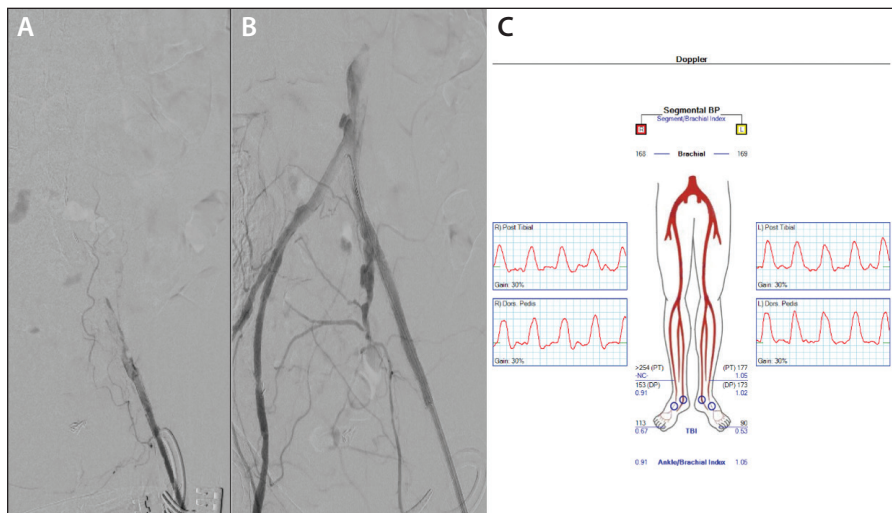 A
B
C
Doppler
Segmental BP
Segment/Brachial Index
R
L
168 Brachial 169
R) Post Tibial
Gain: 30%
L) Post Tibial
Gain: 30%
R) Dors. Pedis
Gain: 30%
L) Dors. Pedis
Gain: 30%
>254 (PT) (PT) 177
-NC- 1.05
153 (DP) (DP) 173
0.91 1.02
113 90
0.67 TBI 0.53
0.91 Ankle/Brachial Index 1.05